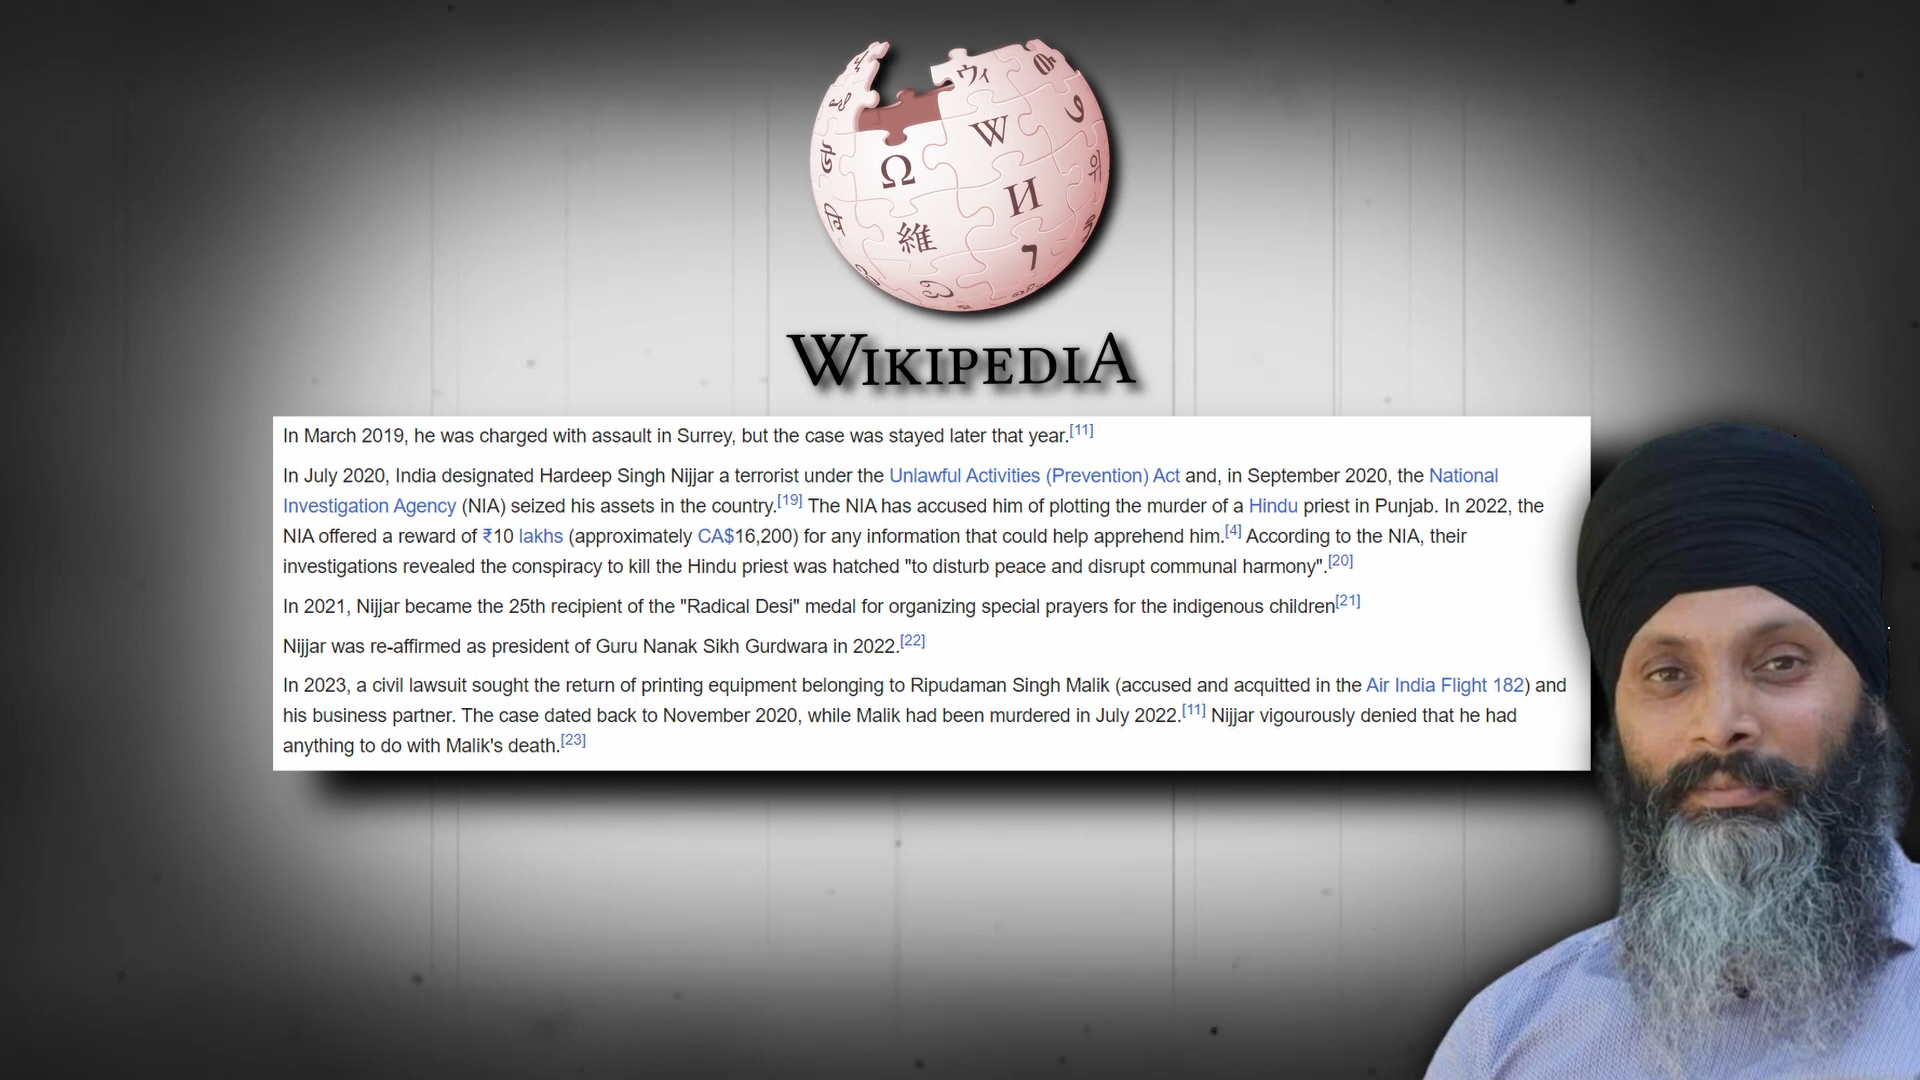 Ω W И 維 ウィ 7
WIKIPEDIA
In March 2019, he was charged with assault in Surrey, but the case was stayed later that year.[11]
In July 2020, India designated Hardeep Singh Nijjar a terrorist under the Unlawful Activities (Prevention) Act and, in September 2020, the National
Investigation Agency (NIA) seized his assets in the country.[19] The NIA has accused him of plotting the murder of a Hindu priest in Punjab. In 2022, the
NIA offered a reward of ₹10 lakhs (approximately CA$16,200) for any information that could help apprehend him.[4] According to the NIA, their
investigations revealed the conspiracy to kill the Hindu priest was hatched "to disturb peace and disrupt communal harmony".[20]
In 2021, Nijjar became the 25th recipient of the "Radical Desi" medal for organizing special prayers for the indigenous children[21]
Nijjar was re-affirmed as president of Guru Nanak Sikh Gurdwara in 2022.[22]
In 2023, a civil lawsuit sought the return of printing equipment belonging to Ripudaman Singh Malik (accused and acquitted in the Air India Flight 182) and
his business partner. The case dated back to November 2020, while Malik had been murdered in July 2022.[11] Nijjar vigourously denied that he had
anything to do with Malik's death.[23]